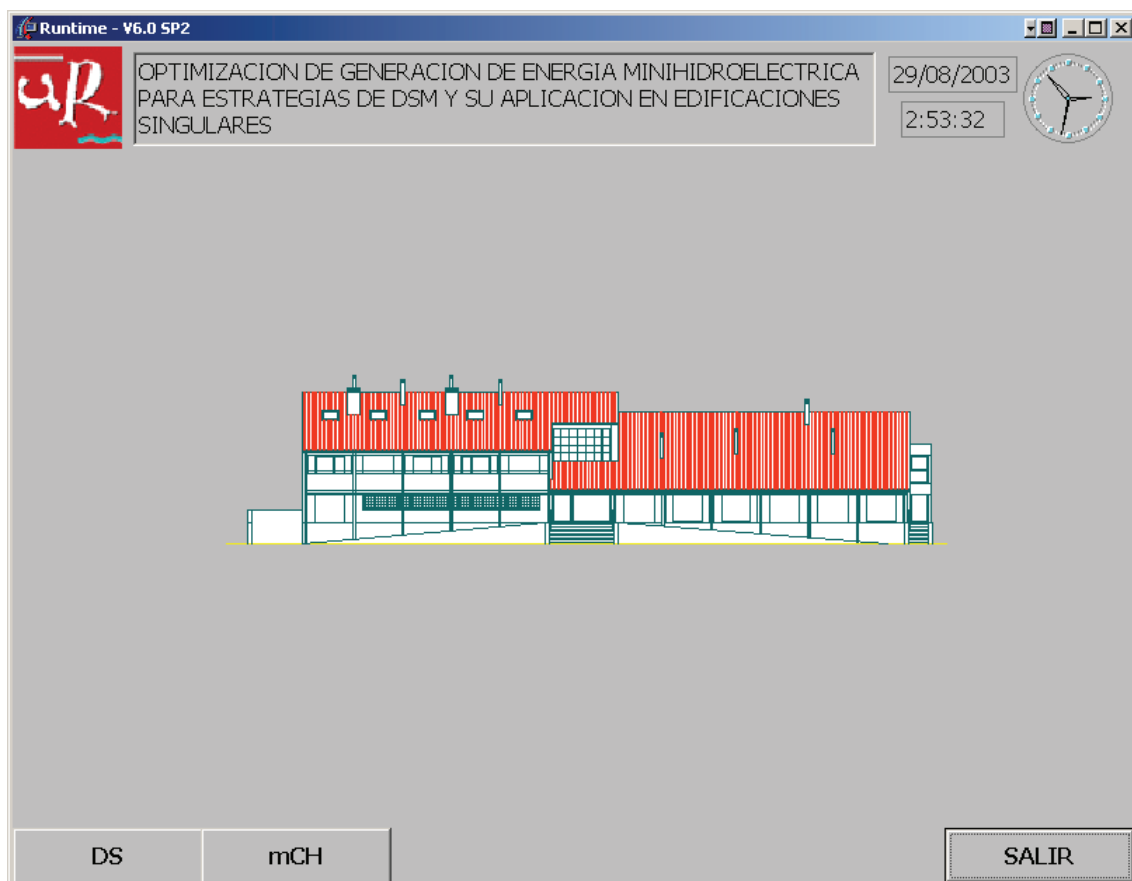 Runtime - V6.0 SP2
UR
OPTIMIZACION DE GENERACION DE ENERGIA MINIHIDROELECTRICA
PARA ESTRATEGIAS DE DSM Y SU APLICACION EN EDIFICACIONES
SINGULARES
29/08/2003
2:53:32
DS
mCH
SALIR